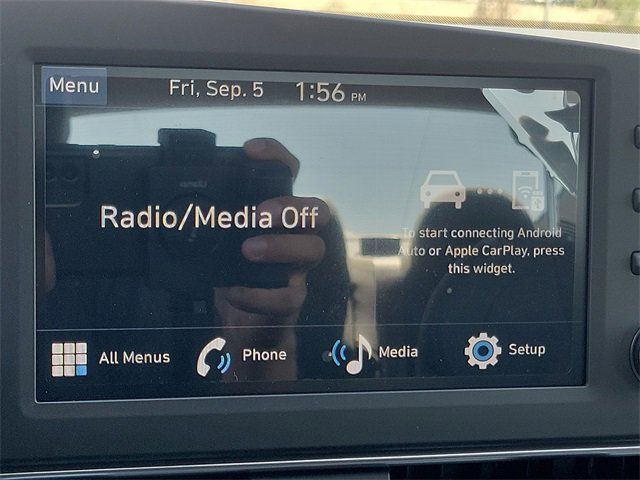 Menu
Fri, Sep. 5
1:56 PM
Radio/Media Off
To start connecting Android
Auto or Apple CarPlay, press
this widget.
All Menus
Phone
Media
Setup